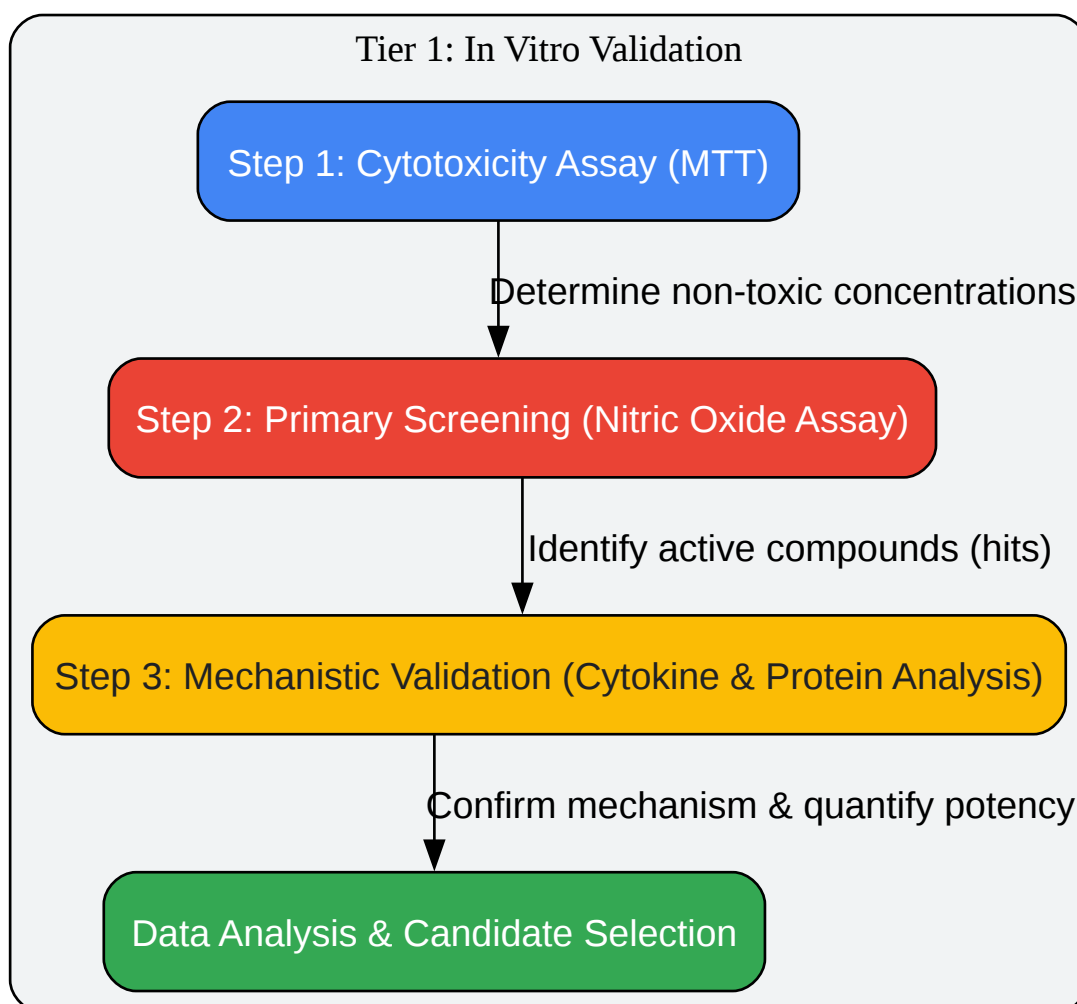 Tier 1: In Vitro Validation
Step 1: Cytotoxicity Assay (MTT)
Determine non-toxic concentrations
Step 2: Primary Screening (Nitric Oxide Assay)
Identify active compounds (hits)
Step 3: Mechanistic Validation (Cytokine & Protein Analysis)
Confirm mechanism & quantify potency
Data Analysis & Candidate Selection